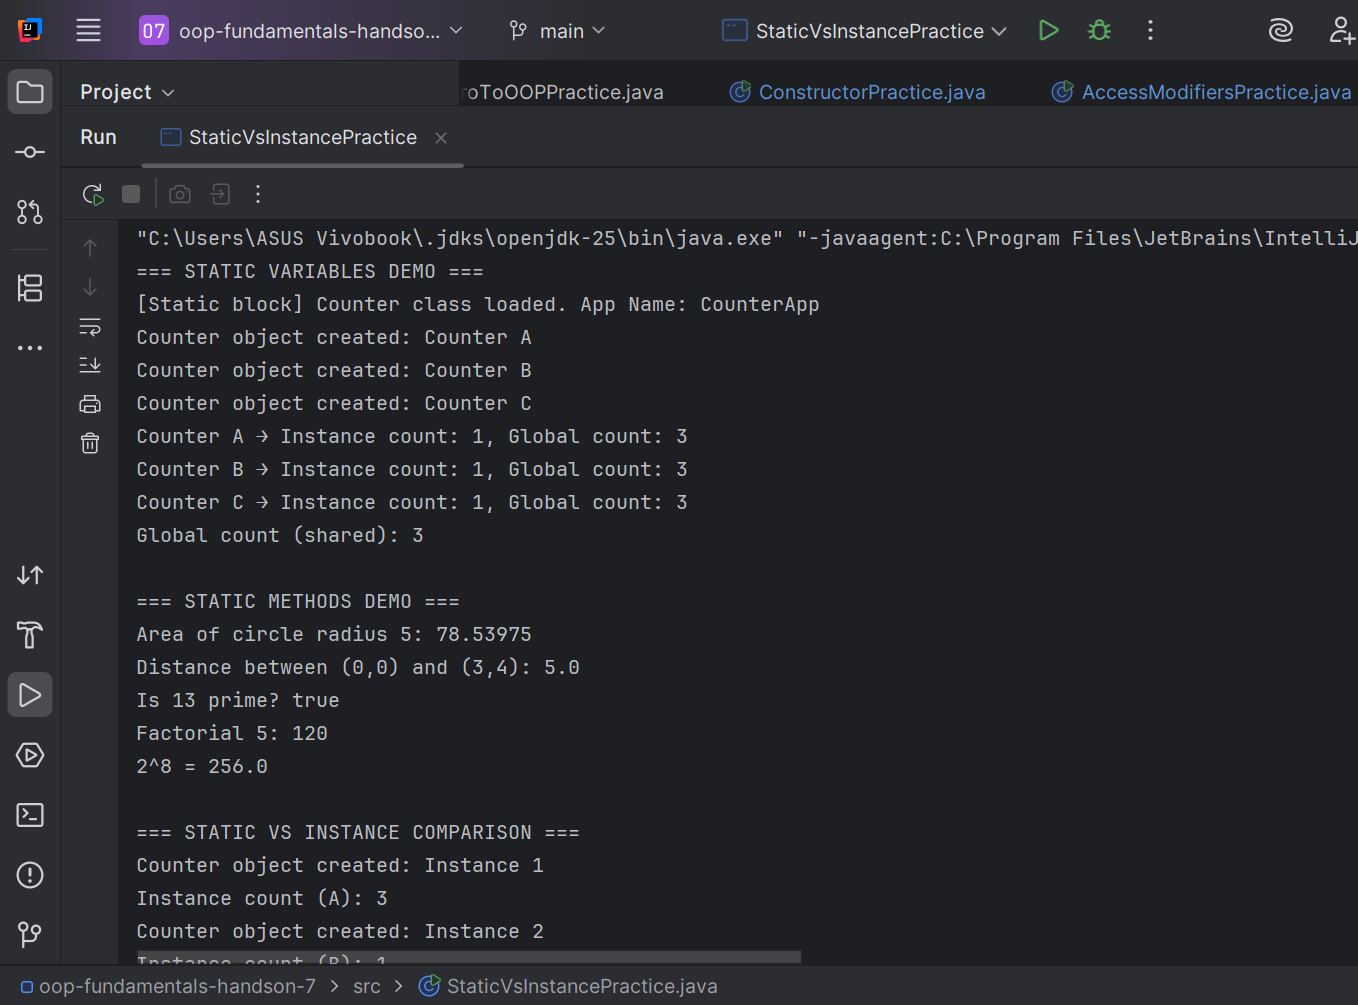 07 oop-fundamentals-handso... main StaticVsInstancePractice
Project oToOOPPractice.java ConstructorPractice.java AccessModifiersPractice.java
Run StaticVsInstancePractice
"C:\Users\ASUS Vivobook\.jdks\openjdk-25\bin\java.exe" "-javaagent:C:\Program Files\JetBrains\IntelliJ
=== STATIC VARIABLES DEMO ===
[Static block] Counter class loaded. App Name: CounterApp
Counter object created: Counter A
Counter object created: Counter B
Counter object created: Counter C
Counter A → Instance count: 1, Global count: 3
Counter B → Instance count: 1, Global count: 3
Counter C → Instance count: 1, Global count: 3
Global count (shared): 3
=== STATIC METHODS DEMO ===
Area of circle radius 5: 78.53975
Distance between (0,0) and (3,4): 5.0
Is 13 prime? true
Factorial 5: 120
2^8 = 256.0
=== STATIC VS INSTANCE COMPARISON ===
Counter object created: Instance 1
Instance count (A): 3
Counter object created: Instance 2
Instance count (B): 1
oop-fundamentals-handson-7 > src > StaticVsInstancePractice.java